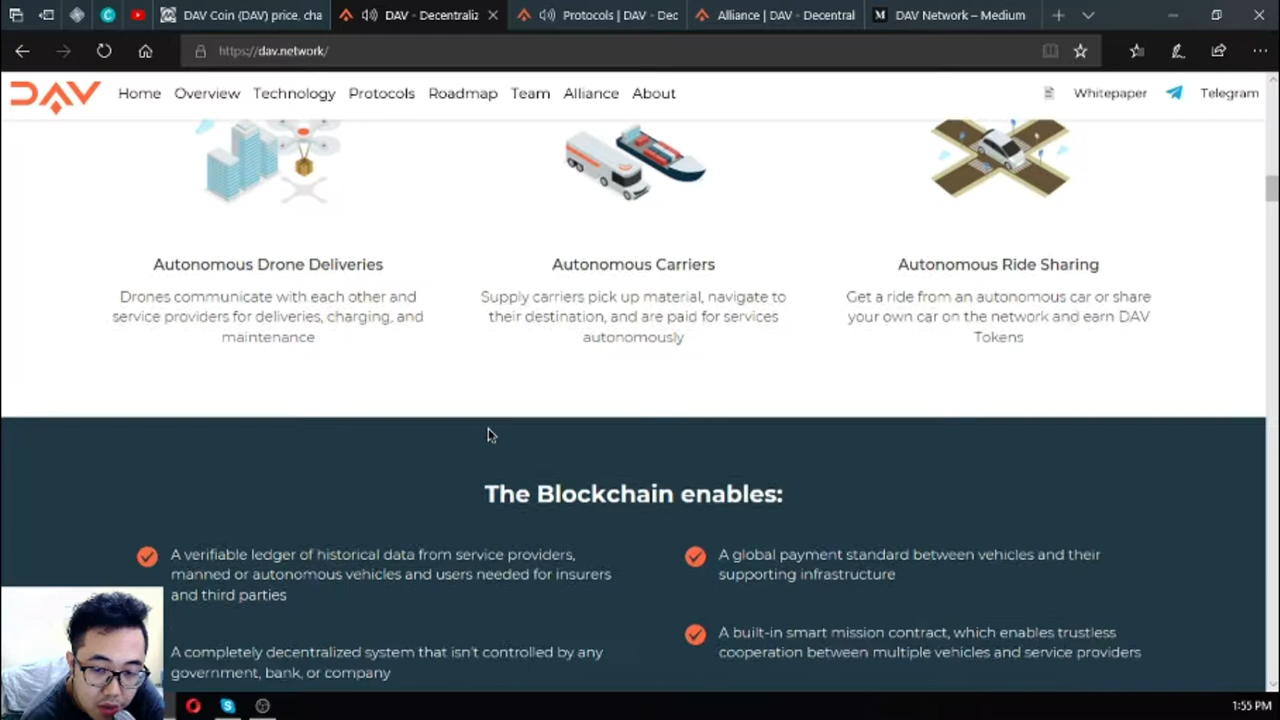 DAV Coin (DAV) price, cha
DAV - Decentraliz
Protocols | DAV - Dec
Alliance | DAV - Decentral
DAV Network – Medium
https://dav.network/
DAV
Home
Overview
Technology
Protocols
Roadmap
Team
Alliance
About
Whitepaper
Telegram
Autonomous Drone Deliveries
Drones communicate with each other and
service providers for deliveries, charging, and
maintenance
Autonomous Carriers
Supply carriers pick up material, navigate to
their destination, and are paid for services
autonomously
Autonomous Ride Sharing
Get a ride from an autonomous car or share
your own car on the network and earn DAV
Tokens
The Blockchain enables:
A verifiable ledger of historical data from service providers,
manned or autonomous vehicles and users needed for insurers
and third parties
A completely decentralized system that isn't controlled by any
government, bank, or company
A global payment standard between vehicles and their
supporting infrastructure
A built-in smart mission contract, which enables trustless
cooperation between multiple vehicles and service providers
1:55 PM